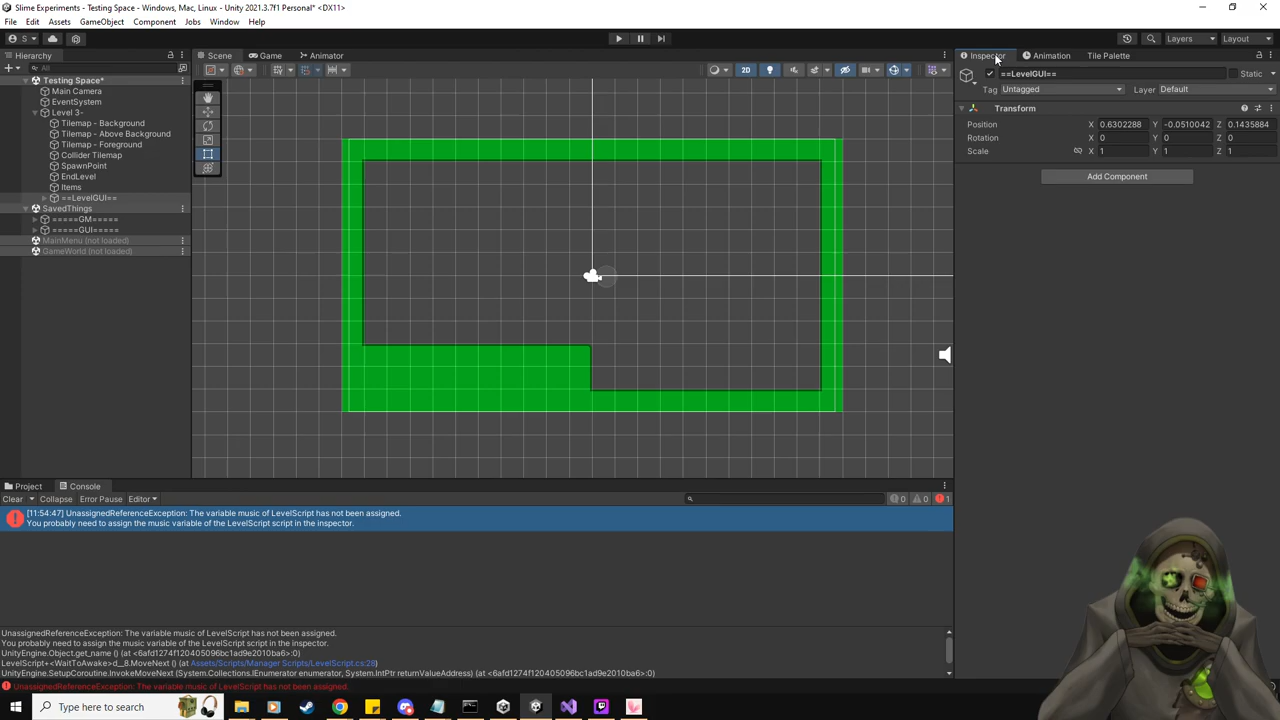 Slime Experiments - Testing Space - Windows, Mac, Linux - Unity 2021.3.7f1 Personal* <DX11>
File Edit Assets GameObject Component Jobs Window Help
S Layers Layout
Hierarchy Scene Game Animator Inspector Animation Tile Palette
All 2D
Testing Space*
Main Camera
EventSystem
Level 3-
Tilemap - Background
Tilemap - Above Background
Tilemap - Foreground
Collider Tilemap
SpawnPoint
EndLevel
Items
==LevelGUI==
SavedThings
=====GM=====
=====GUI=====
MainMenu (not loaded)
GameWorld (not loaded)
==LevelGUI== Static
Tag Untagged Layer Default
Transform
Position X 0.6302288 Y -0.0510042 Z 0.1435884
Rotation X 0 Y 0 Z 0
Scale X 1 Y 1 Z 1
Add Component
Project Console
Clear Collapse Error Pause Editor 0 0 1
[11:54:47] UnassignedReferenceException: The variable music of LevelScript has not been assigned.
You probably need to assign the music variable of the LevelScript script in the inspector.
UnassignedReferenceException: The variable music of LevelScript has not been assigned.
You probably need to assign the music variable of the LevelScript script in the inspector.
UnityEngine.Object.get_name () (at <6afd1274f120405096bc1ed9e2010ba6>:0)
LevelScript+<WaitToAwake>d__8.MoveNext () (at Assets/Scripts/Manager Scripts/LevelScript.cs:28)
UnityEngine.SetupCoroutine.InvokeMoveNext (System.Collections.IEnumerator enumerator, System.IntPtr returnValueAddress) (at <6afd1274f120405096bc1ed9e2010ba6>:0)
UnassignedReferenceException: The variable music of LevelScript has not been assigned.
Type here to search